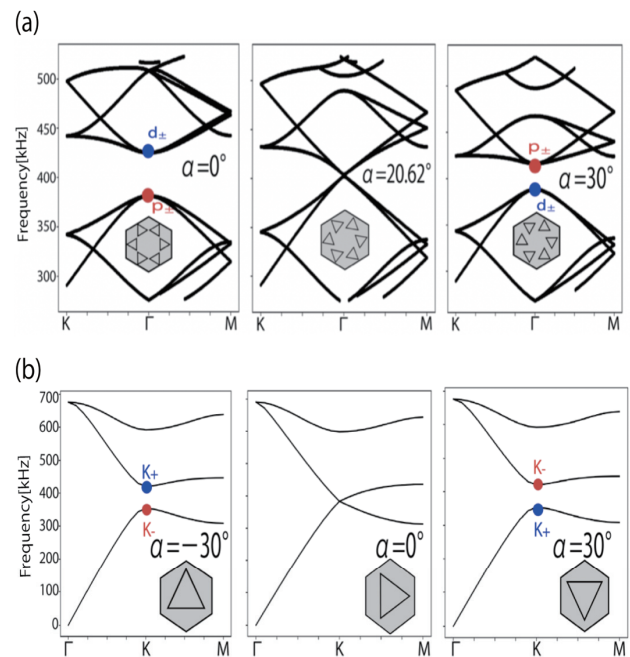 (a)
Frequency[kHz]
500
450
400
350
300
d±
p±
α=0°
K Γ M
α=20.62°
K Γ M
p±
d±
α=30°
K Γ M
(b)
Frequency[kHz]
700
600
500
400
300
200
100
0
K+
K-
α=−30°
Γ K M
α=0°
Γ K M
K-
K+
α=30°
Γ K M